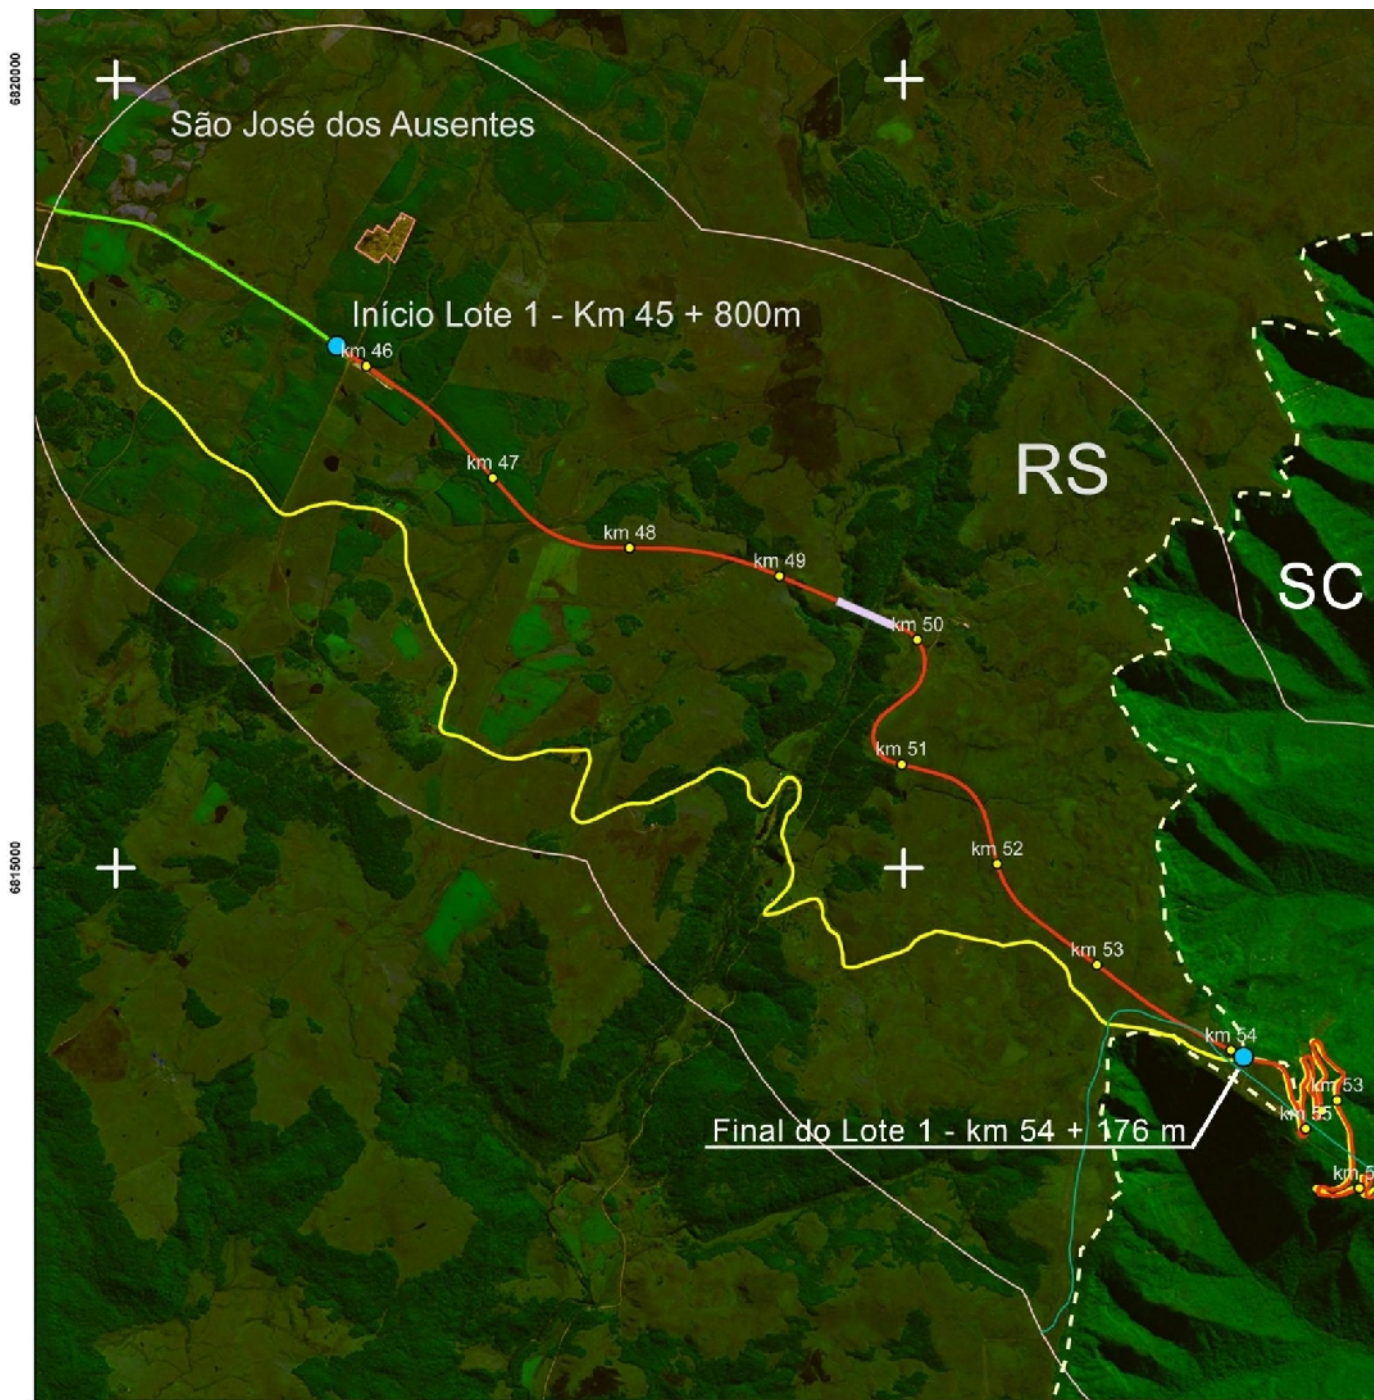 6820000
São José dos Ausentes
Início Lote 1 - Km 45 + 800m
km 46
RS
km 47
km 48
km 49
SC
km 50
km 51
6815000
km 52
km 53
km 54
km 53
km 55
Final do Lote 1 - km 54 + 176 m
km 5